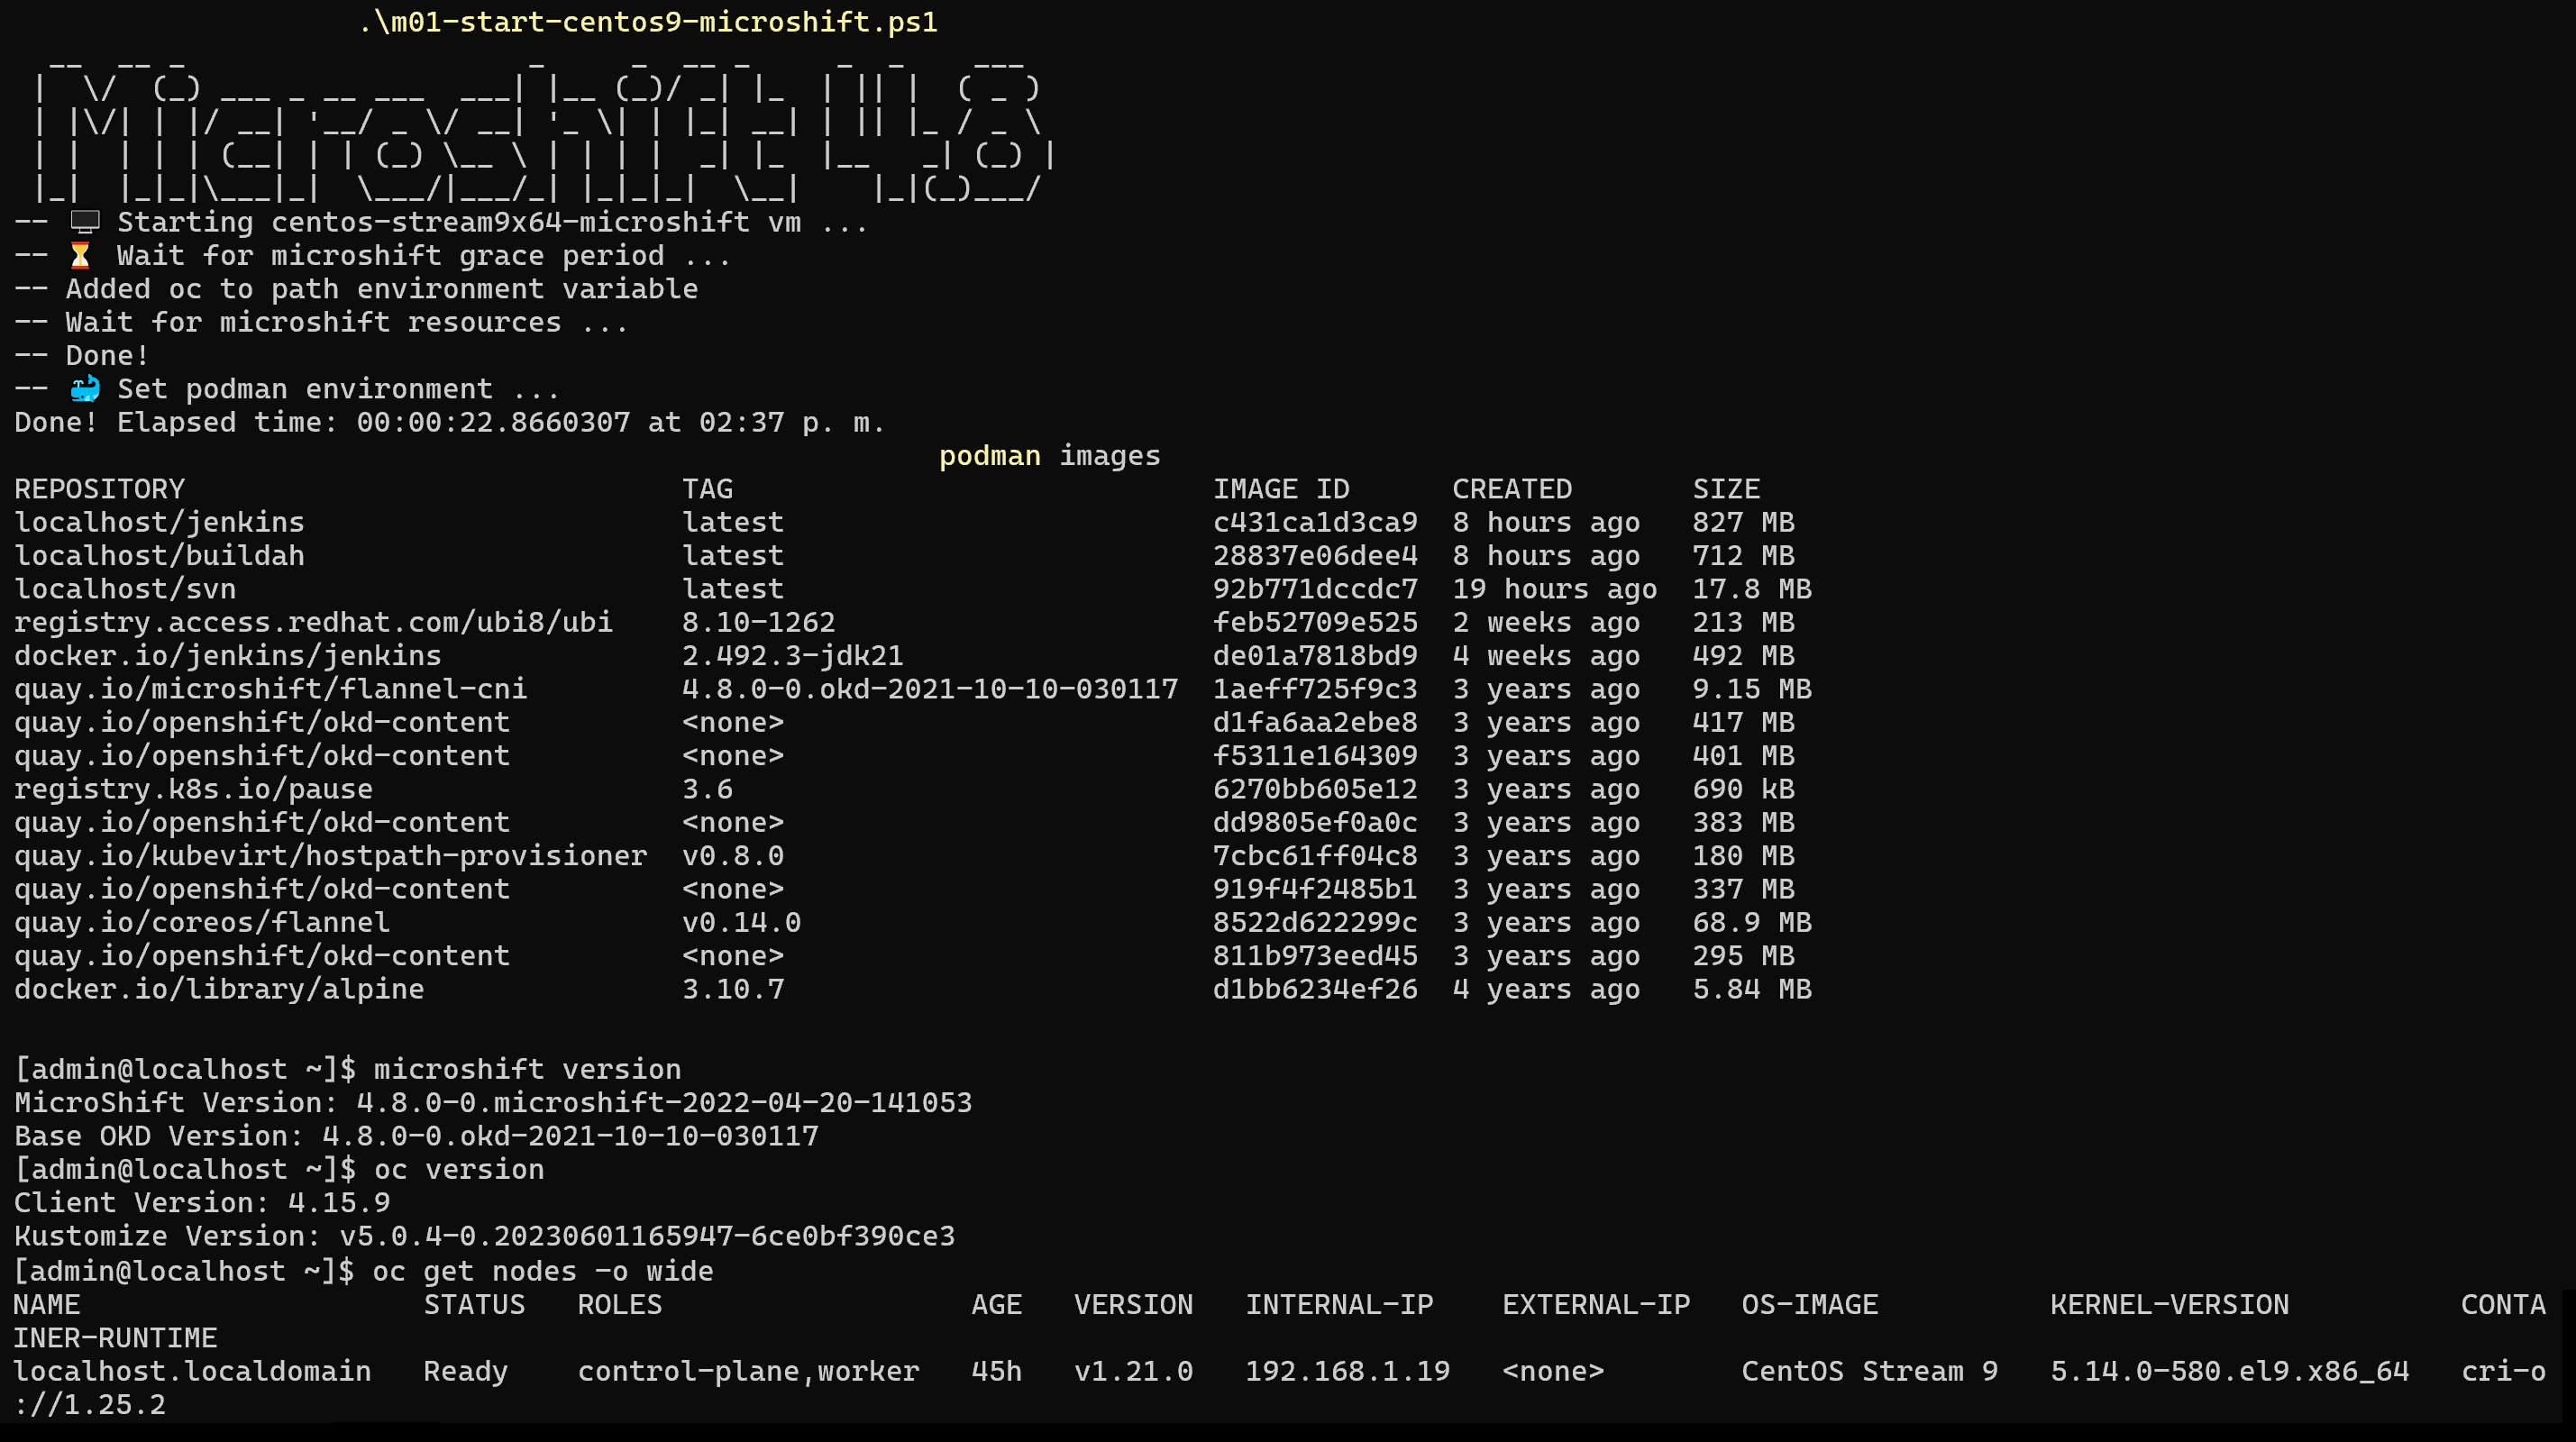 .\m01-start-centos9-microshift.ps1
Microshift 4.8
-- 🖥️ Starting centos-stream9x64-microshift vm ...
-- ⏳ Wait for microshift grace period ...
-- Added oc to path environment variable
-- Wait for microshift resources ...
-- Done!
-- 🐳 Set podman environment ...
Done! Elapsed time: 00:00:22.8660307 at 02:37 p. m.
podman images
REPOSITORY TAG IMAGE ID CREATED SIZE
localhost/jenkins latest c431ca1d3ca9 8 hours ago 827 MB
localhost/buildah latest 28837e06dee4 8 hours ago 712 MB
localhost/svn latest 92b771dccdc7 19 hours ago 17.8 MB
registry.access.redhat.com/ubi8/ubi 8.10-1262 feb52709e525 2 weeks ago 213 MB
docker.io/jenkins/jenkins 2.492.3-jdk21 de01a7818bd9 4 weeks ago 492 MB
quay.io/microshift/flannel-cni 4.8.0-0.okd-2021-10-10-030117 1aeff725f9c3 3 years ago 9.15 MB
quay.io/openshift/okd-content <none> d1fa6aa2ebe8 3 years ago 417 MB
quay.io/openshift/okd-content <none> f5311e164309 3 years ago 401 MB
registry.k8s.io/pause 3.6 6270bb605e12 3 years ago 690 kB
quay.io/openshift/okd-content <none> dd9805ef0a0c 3 years ago 383 MB
quay.io/kubevirt/hostpath-provisioner v0.8.0 7cbc61ff04c8 3 years ago 180 MB
quay.io/openshift/okd-content <none> 919f4f2485b1 3 years ago 337 MB
quay.io/coreos/flannel v0.14.0 8522d622299c 3 years ago 68.9 MB
quay.io/openshift/okd-content <none> 811b973eed45 3 years ago 295 MB
docker.io/library/alpine 3.10.7 d1bb6234ef26 4 years ago 5.84 MB
[admin@localhost ~]$ microshift version
MicroShift Version: 4.8.0-0.microshift-2022-04-20-141053
Base OKD Version: 4.8.0-0.okd-2021-10-10-030117
[admin@localhost ~]$ oc version
Client Version: 4.15.9
Kustomize Version: v5.0.4-0.20230601165947-6ce0bf390ce3
[admin@localhost ~]$ oc get nodes -o wide
NAME STATUS ROLES AGE VERSION INTERNAL-IP EXTERNAL-IP OS-IMAGE KERNEL-VERSION CONTA
INER-RUNTIME
localhost.localdomain Ready control-plane,worker 45h v1.21.0 192.168.1.19 <none> CentOS Stream 9 5.14.0-580.el9.x86_64 cri-o
://1.25.2